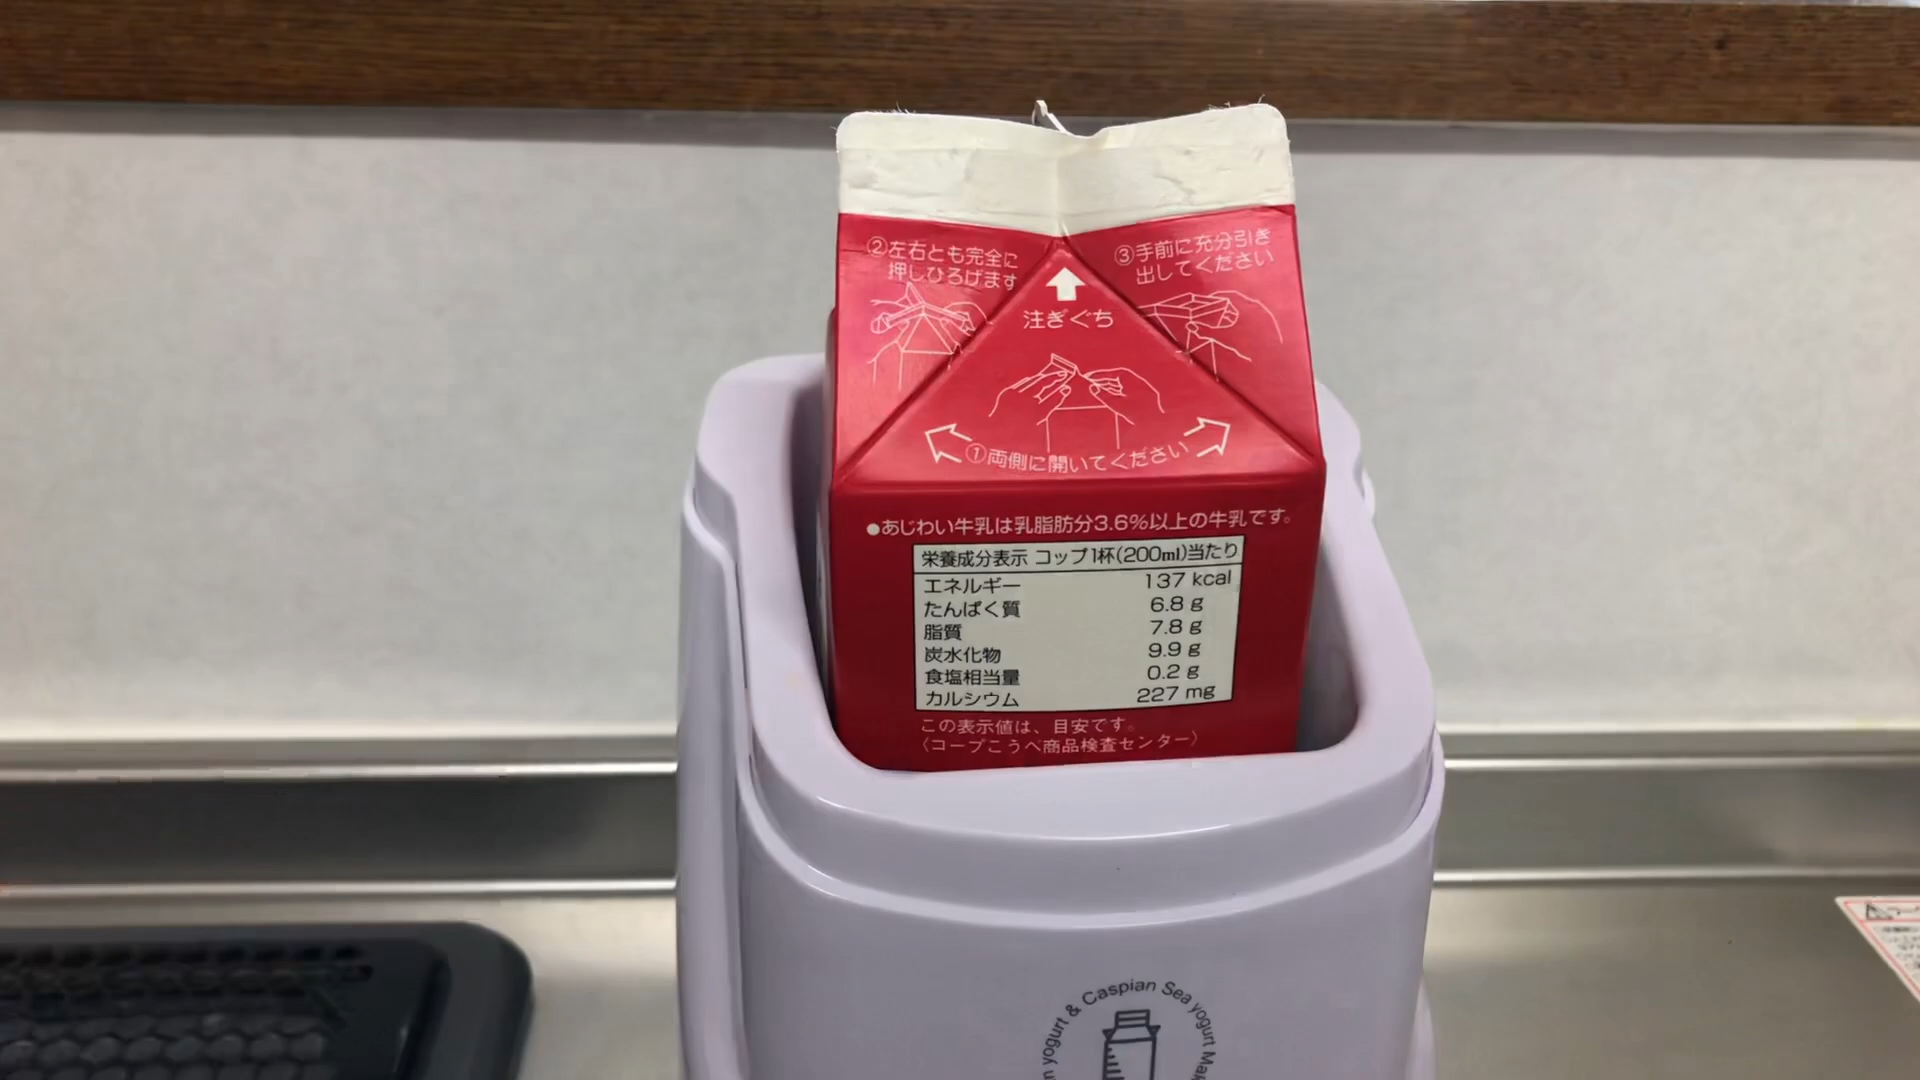 ②左右とも完全に
押しひろげます
③手前に充分引き
出してください
注ぎぐち
①両側に開いてください
●あじわい牛乳は乳脂肪分3.6%以上の牛乳です。
栄養成分表示 コップ1杯(200ml)当たり
エネルギー 137 kcal
たんぱく質 6.8 g
脂質 7.8 g
炭水化物 9.9 g
食塩相当量 0.2 g
カルシウム 227 mg
この表示値は、目安です。
〈コープこうべ商品検査センター〉
yogurt & Caspian Sea yogurt